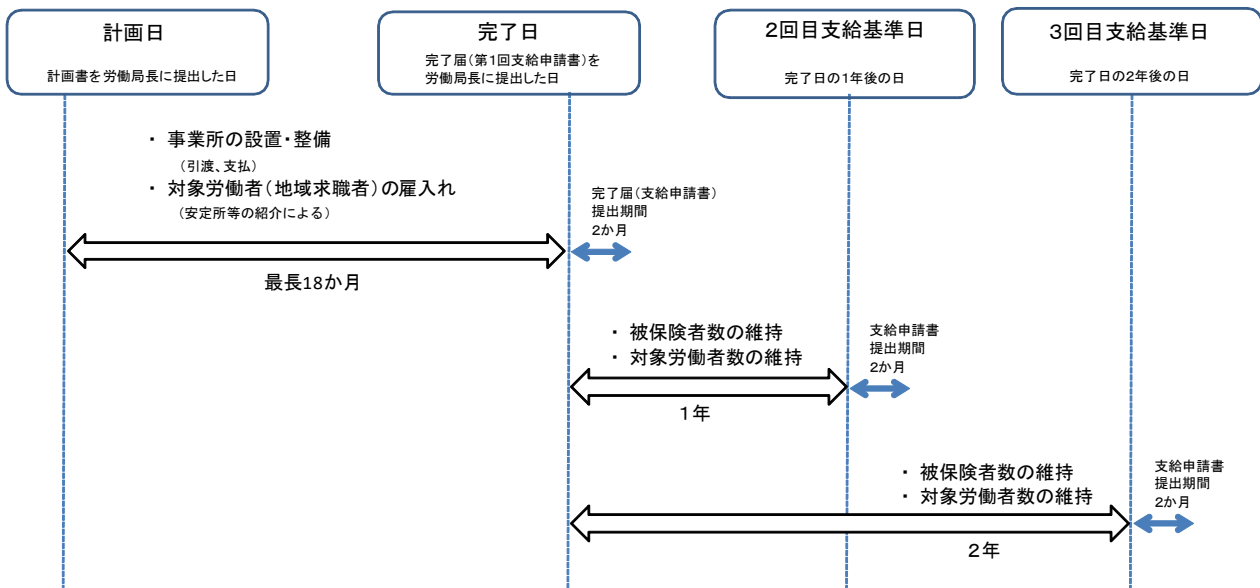 計画日
計画書を労働局長に提出した日
完了日
完了届(第1回支給申請書)を
労働局長に提出した日
2回目支給基準日
完了日の1年後の日
3回目支給基準日
完了日の2年後の日
・ 事業所の設置・整備
(引渡、支払)
・ 対象労働者(地域求職者)の雇入れ
(安定所等の紹介による)
最長18か月
完了届(支給申請書)
提出期間
2か月
・ 被保険者数の維持
・ 対象労働者数の維持
1年
支給申請書
提出期間
2か月
・ 被保険者数の維持
・ 対象労働者数の維持
2年
支給申請書
提出期間
2か月